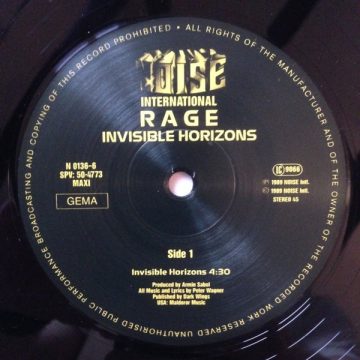 ALL RIGHTS OF THE MANUFACTURER AND OF THE OWNER OF THE RECORDED WORK RESERVED UNAUTHORISED PUBLIC PERFORMANCE BROADCASTING AND COPYING OF THIS RECORD PROHIBITED •
NOISE
INTERNATIONAL
RAGE
INVISIBLE HORIZONS
N 0136-6
SPV: 50-4773
MAXI
GEMA
LC 9066
℗ 1989 NOISE Intl.
© 1989 NOISE Intl.
STEREO 45
Side 1
Invisible Horizons 4:30
Produced by Armin Sabol
All Music and Lyrics by Peter Wagner
Published by Dark Wings
USA: Maldoror Music